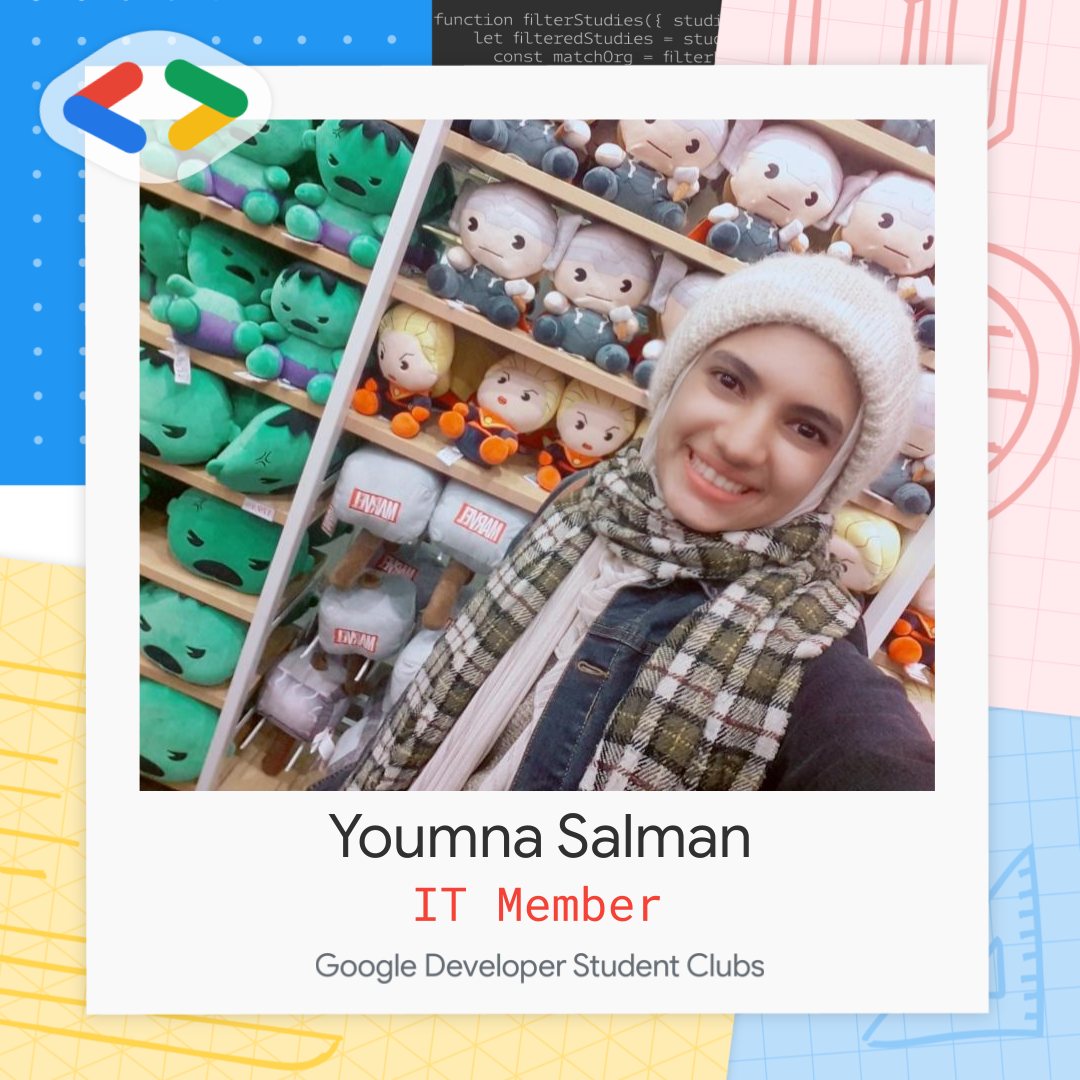 function filterStudies({ studi
let filteredStudies = stud
const matchOrg = filter
MARVEL
MARVEL
MARVEL
MARVEL
Youmna Salman
IT Member
Google Developer Student Clubs